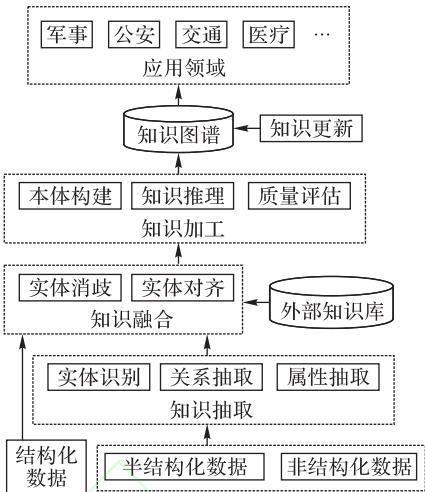 军事 公安 交通 医疗 …
应用领域
知识图谱
知识更新
本体构建 知识推理 质量评估
知识加工
实体消歧 实体对齐
知识融合
外部知识库
实体识别 关系抽取 属性抽取
知识抽取
结构化
数据
半结构化数据 非结构化数据